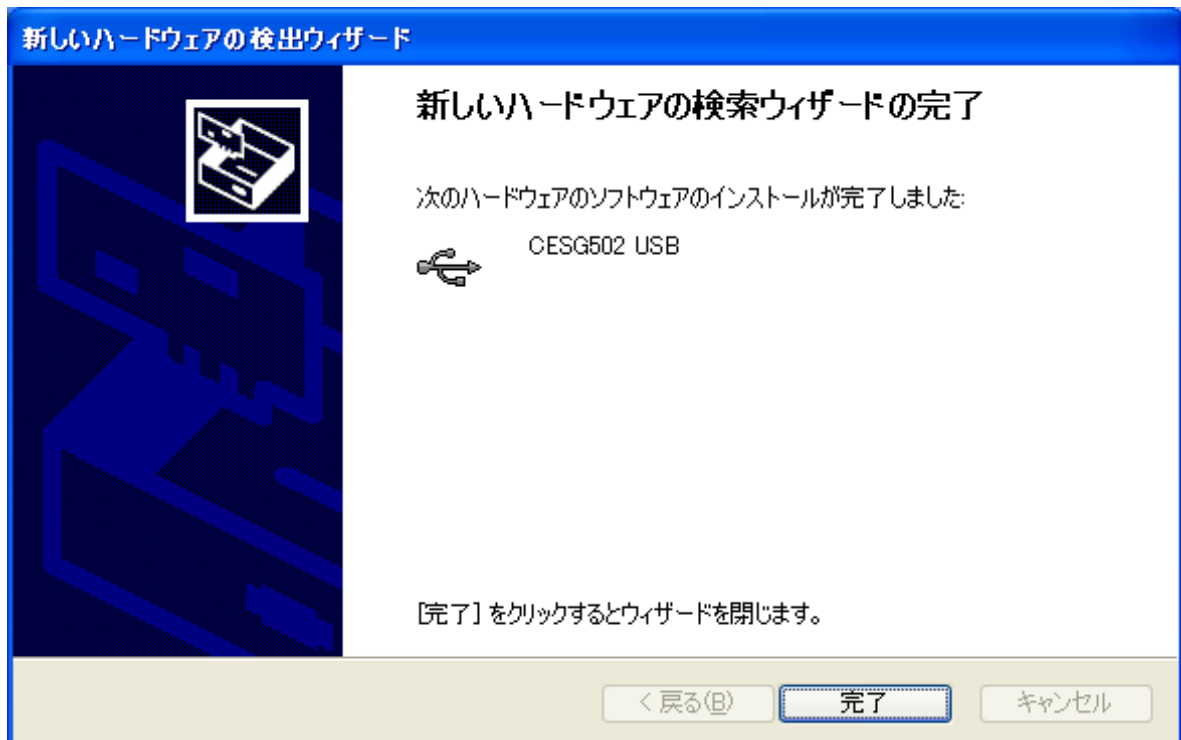 新しいハードウェアの検出ウィザード
新しいハードウェアの検索ウィザードの完了
次のハードウェアのソフトウェアのインストールが完了しました:
CESG502 USB
[完了] をクリックするとウィザードを閉じます。
< 戻る(B)
完了
キャンセル